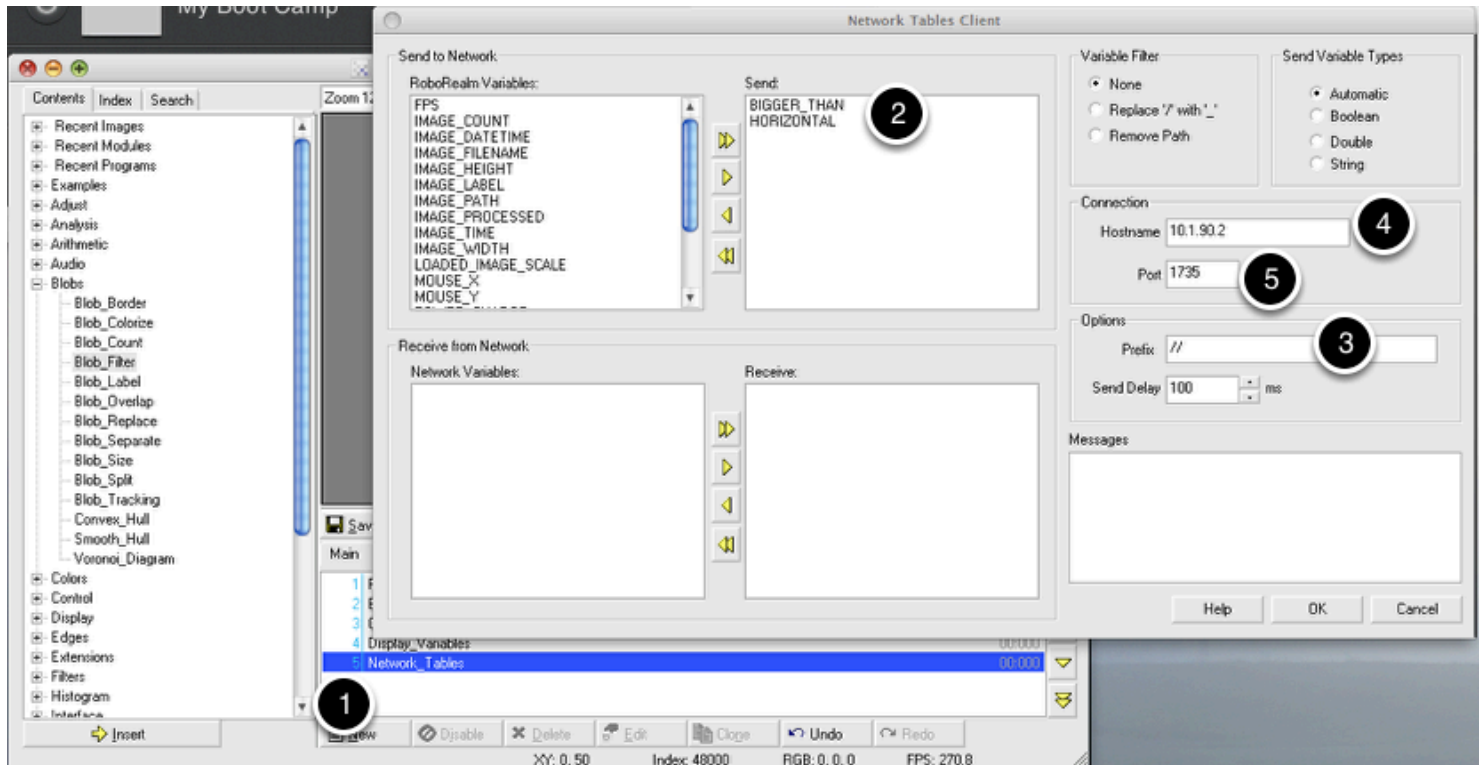 My Boot Camp
Network Tables Client
Contents Index Search
Recent Images
Recent Modules
Recent Programs
Examples
Adjust
Analysis
Arithmetic
Audio
Blobs
Blob_Border
Blob_Colorize
Blob_Count
Blob_Filter
Blob_Label
Blob_Overlap
Blob_Replace
Blob_Separate
Blob_Size
Blob_Split
Blob_Tracking
Convex_Hull
Smooth_Hull
Voronoi_Diagram
Colors
Control
Display
Edges
Extensions
Filters
Histogram
Interface
Insert
Zoom 12
Send to Network
RoboRealm Variables:
FPS
IMAGE_COUNT
IMAGE_DATETIME
IMAGE_FILENAME
IMAGE_HEIGHT
IMAGE_LABEL
IMAGE_PATH
IMAGE_PROCESSED
IMAGE_TIME
IMAGE_WIDTH
LOADED_IMAGE_SCALE
MOUSE_X
MOUSE_Y
Send:
BIGGER_THAN
HORIZONTAL
2
Receive from Network
Network Variables:
Receive:
Variable Filter
None
Replace '/' with '_'
Remove Path
Send Variable Types
Automatic
Boolean
Double
String
Connection
Hostname 10.1.90.2
4
Port 1735
5
Options
Prefix //
3
Send Delay 100 ms
Messages
Help OK Cancel
Sav
Main
1
2
3
4 Display_Variables 00:000
5 Network_Tables 00:000
1
New Disable Delete Edit Clone Undo Redo
XY: 0, 50 Index: 48000 RGB: 0, 0, 0 FPS: 270.8